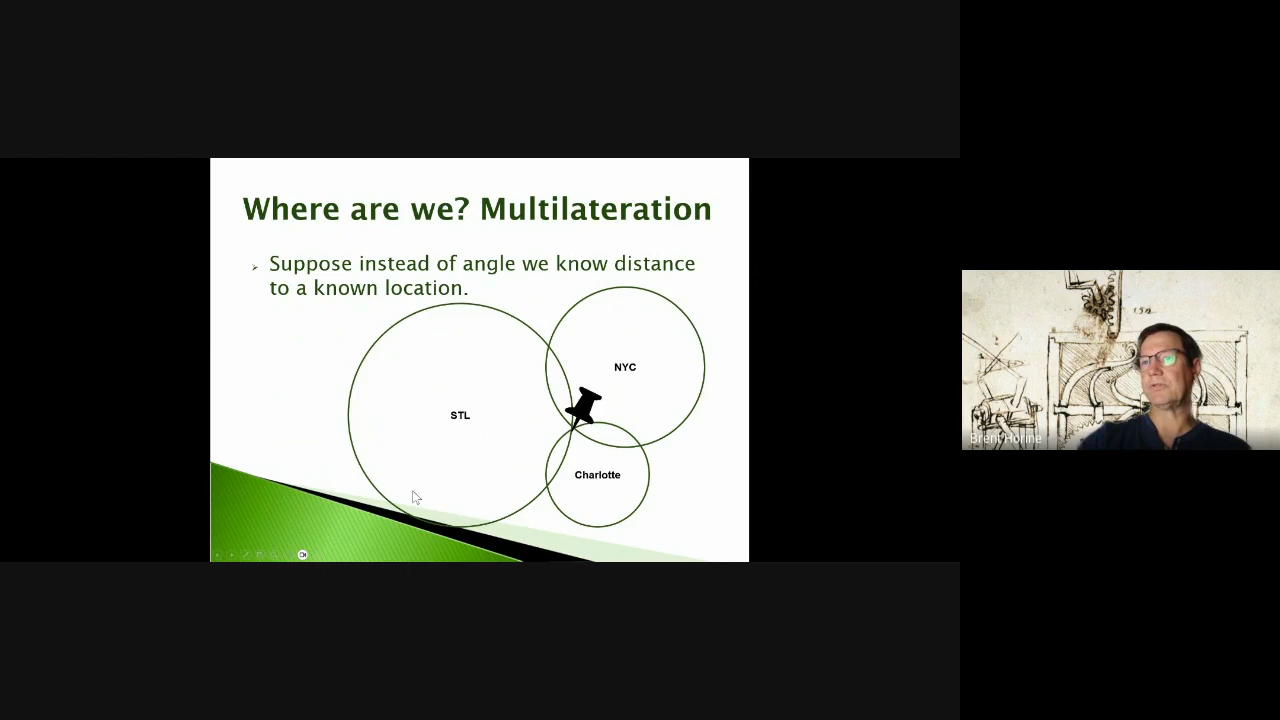 Where are we? Multilateration
Suppose instead of angle we know distance
to a known location.
NYC
STL
Charlotte
Brent Horine